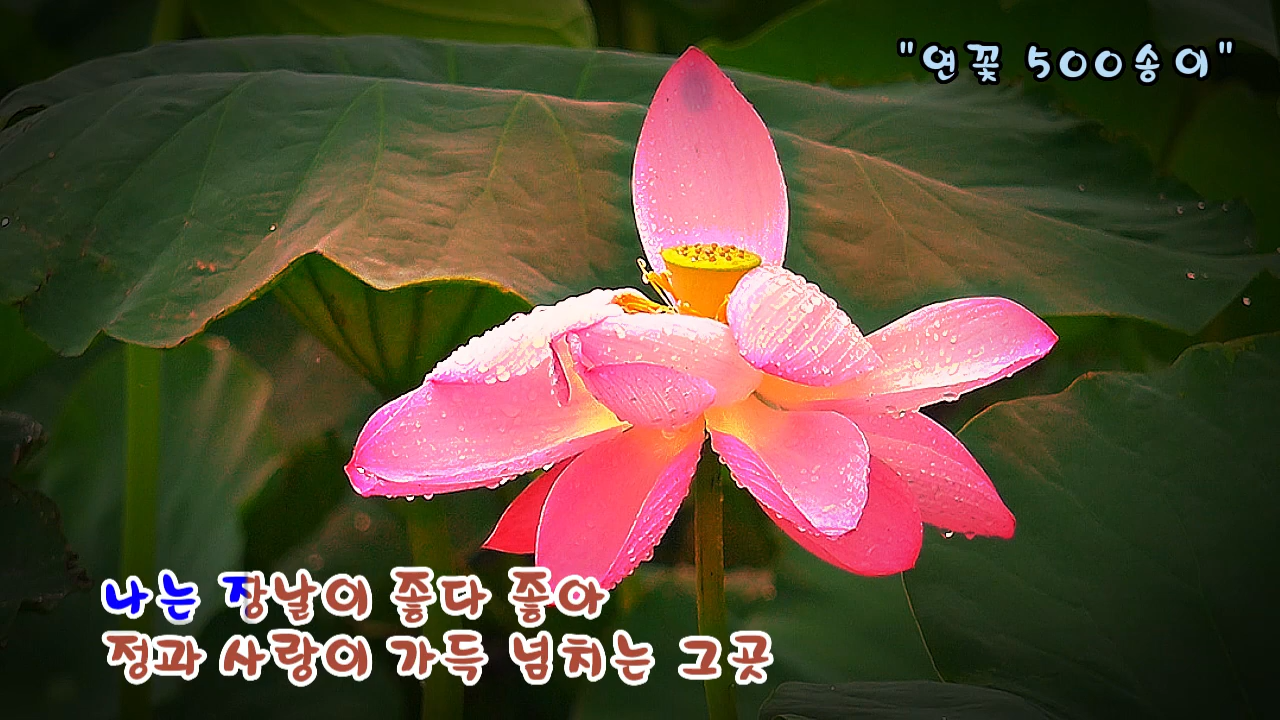 "연꽃 500송이"
나는 장날이 좋다 좋아
정과 사랑이 가득 넘치는 그곳